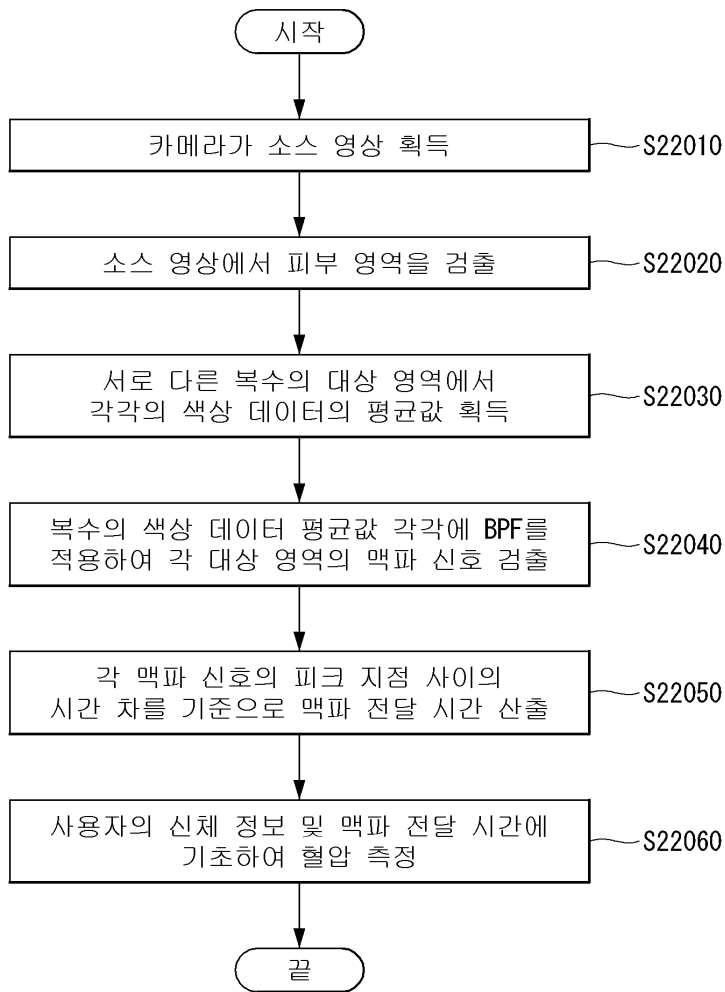 시작
카메라가 소스 영상 획득
S22010
소스 영상에서 피부 영역을 검출
S22020
서로 다른 복수의 대상 영역에서
각각의 색상 데이터의 평균값 획득
S22030
복수의 색상 데이터 평균값 각각에 BPF를
적용하여 각 대상 영역의 맥파 신호 검출
S22040
각 맥파 신호의 피크 지점 사이의
시간 차를 기준으로 맥파 전달 시간 산출
S22050
사용자의 신체 정보 및 맥파 전달 시간에
기초하여 혈압 측정
S22060
끝